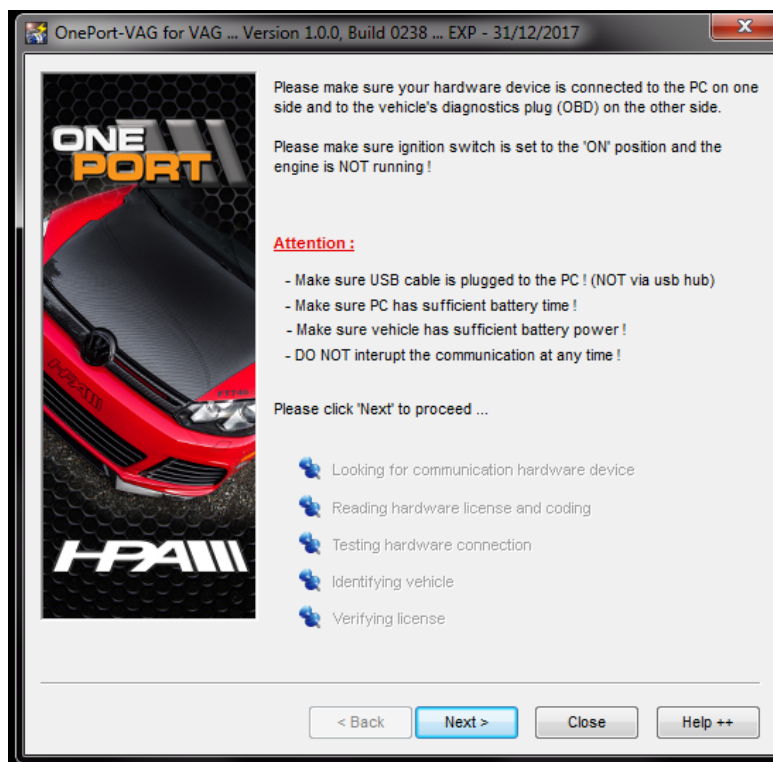 OnePort-VAG for VAG ... Version 1.0.0, Build 0238 ... EXP - 31/12/2017
Please make sure your hardware device is connected to the PC on one
side and to the vehicle's diagnostics plug (OBD) on the other side.
Please make sure ignition switch is set to the 'ON' position and the
engine is NOT running !
ONE
PORT
Attention :
- Make sure USB cable is plugged to the PC ! (NOT via usb hub)
- Make sure PC has sufficient battery time !
- Make sure vehicle has sufficient battery power !
- DO NOT interupt the communication at any time !
Please click 'Next' to proceed ...
Looking for communication hardware device
Reading hardware license and coding
Testing hardware connection
Identifying vehicle
Verifying license
HPA
HPA
< Back
Next >
Close
Help ++